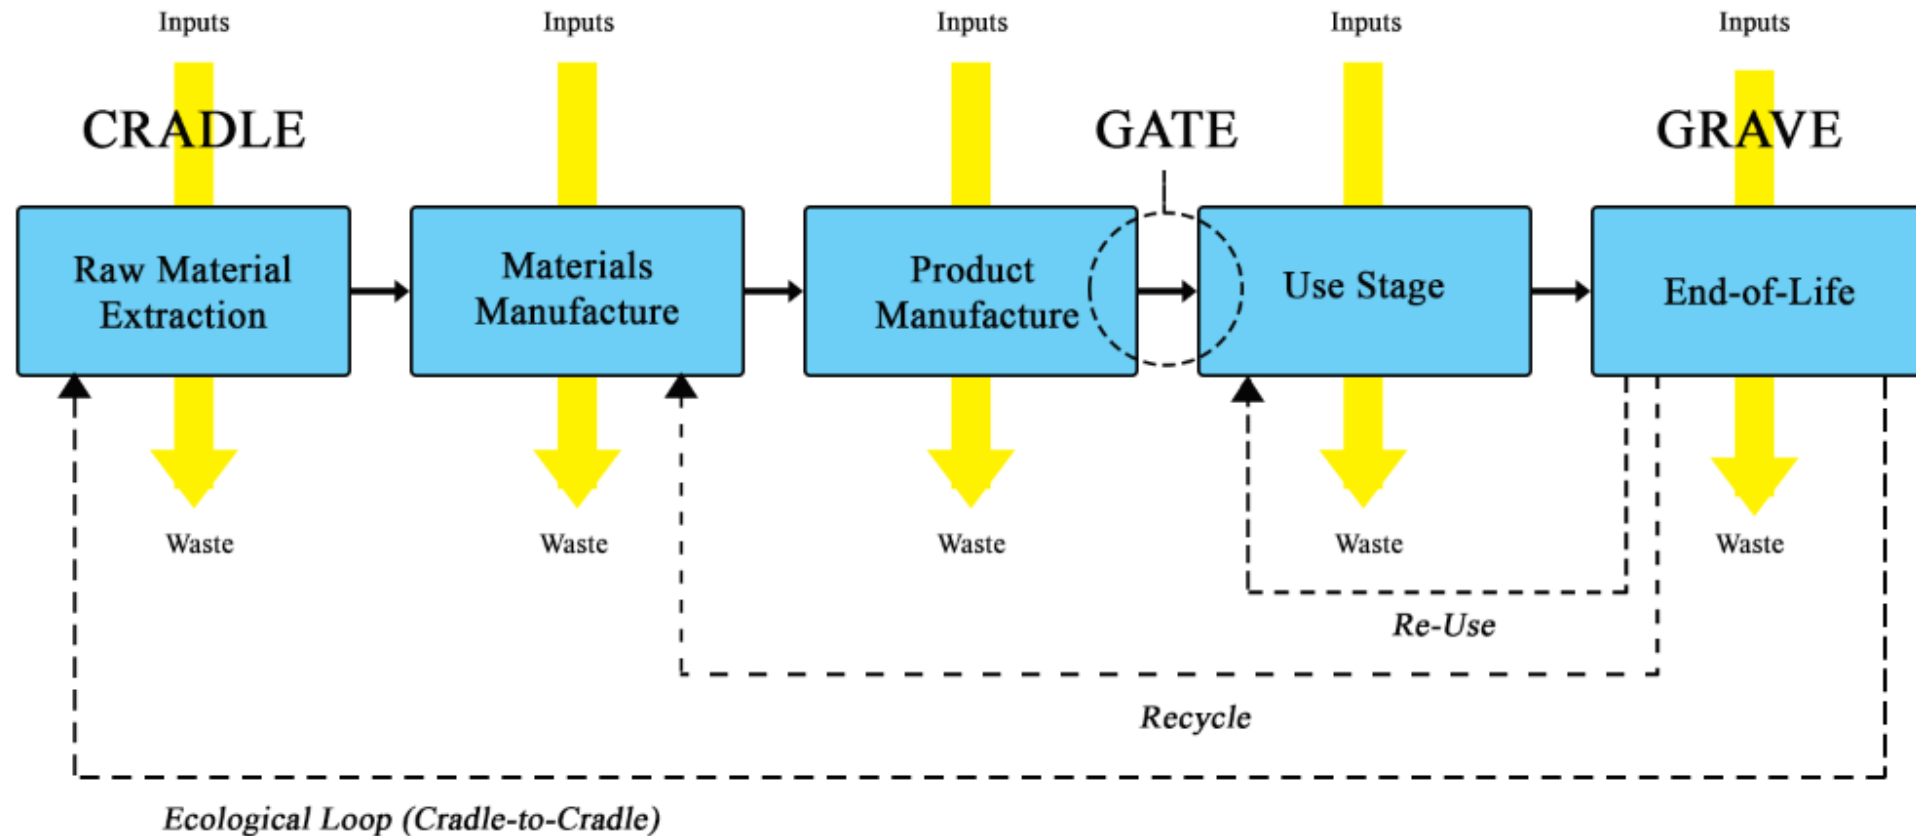 Inputs
Inputs
Inputs
Inputs
Inputs
CRADLE
GATE
GRAVE
Raw Material
Extraction
Materials
Manufacture
Product
Manufacture
Use Stage
End-of-Life
Waste
Waste
Waste
Waste
Waste
Re-Use
Recycle
Ecological Loop (Cradle-to-Cradle)